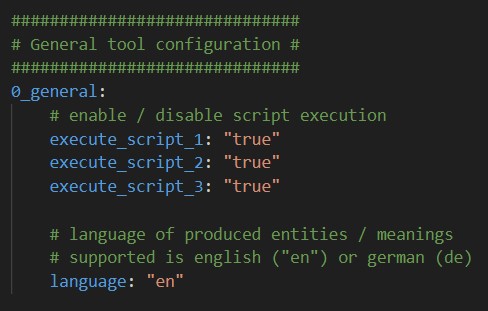 ##############################
# General tool configuration #
##############################
0_general:
# enable / disable script execution
execute_script_1: "true"
execute_script_2: "true"
execute_script_3: "true"
# language of produced entities / meanings
# supported is english ("en") or german (de)
language: "en"